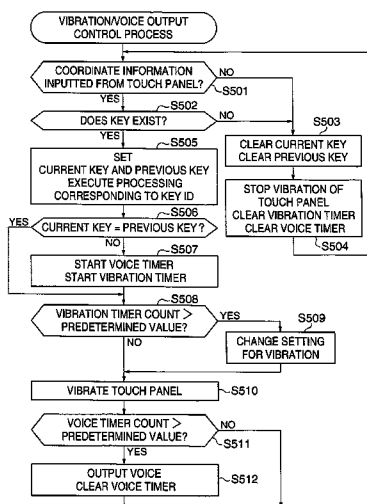 VIBRATION/VOICE OUTPUT
CONTROL PROCESS
COORDINATE INFORMATION
INPUTTED FROM TOUCH PANEL?
NO
S501
YES
S502
DOES KEY EXIST?
NO
YES
S505
S503
CLEAR CURRENT KEY
CLEAR PREVIOUS KEY
SET
CURRENT KEY AND PREVIOUS KEY
EXECUTE PROCESSING
CORRESPONDING TO KEY ID
STOP VIBRATION OF
TOUCH PANEL
CLEAR VIBRATION TIMER
CLEAR VOICE TIMER
S504
S506
YES
CURRENT KEY = PREVIOUS KEY?
NO
S507
START VOICE TIMER
START VIBRATION TIMER
S508
VIBRATION TIMER COUNT >
PREDETERMINED VALUE?
YES
S509
NO
CHANGE SETTING
FOR VIBRATION
VIBRATE TOUCH PANEL
S510
VOICE TIMER COUNT >
PREDETERMINED VALUE?
NO
S511
YES
OUTPUT VOICE
CLEAR VOICE TIMER
S512